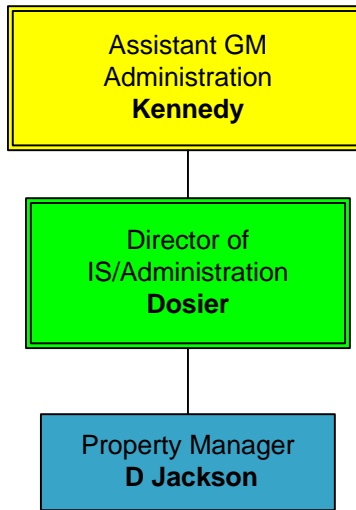 Assistant GM
Administration
Kennedy
Director of
IS/Administration
Dosier
Property Manager
D Jackson